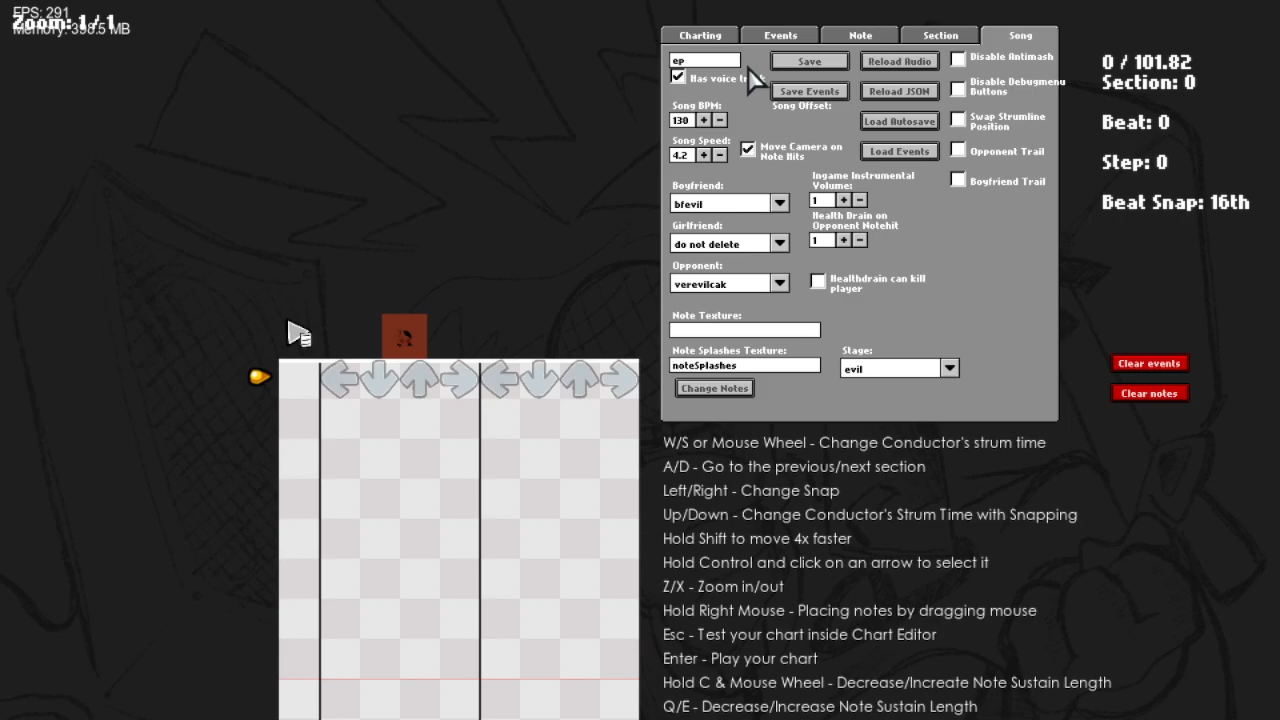 FPS: 291
Zoom: 1 / 1
Memory: 398.5 MB
Charting
Events
Note
Section
Song
ep
Save
Reload Audio
Disable Antimash
Has voice
Save Events
Reload JSON
Disable Debugmenu
Buttons
Song BPM:
Song Offset:
130 + -
Load Autosave
Swap Strumline
Position
Song Speed:
4.2 + -
Move Camera on
Note Hits
Load Events
Opponent Trail
Boyfriend:
Ingame Instrumental
Volume:
Boyfriend Trail
bfevil
1 + -
Girlfriend:
Health Drain on
Opponent Notehit
do not delete
1 + -
Opponent:
verevilcak
Healthdrain can kill
player
Note Texture:
Note Splashes Texture:
Stage:
noteSplashes
evil
Change Notes
0 / 101.82
Section: 0
Beat: 0
Step: 0
Beat Snap: 16th
Clear events
Clear notes
W/S or Mouse Wheel - Change Conductor's strum time
A/D - Go to the previous/next section
Left/Right - Change Snap
Up/Down - Change Conductor's Strum Time with Snapping
Hold Shift to move 4x faster
Hold Control and click on an arrow to select it
Z/X - Zoom in/out
Hold Right Mouse - Placing notes by dragging mouse
Esc - Test your chart inside Chart Editor
Enter - Play your chart
Hold C & Mouse Wheel - Decrease/Increate Note Sustain Length
Q/E - Decrease/Increase Note Sustain Length